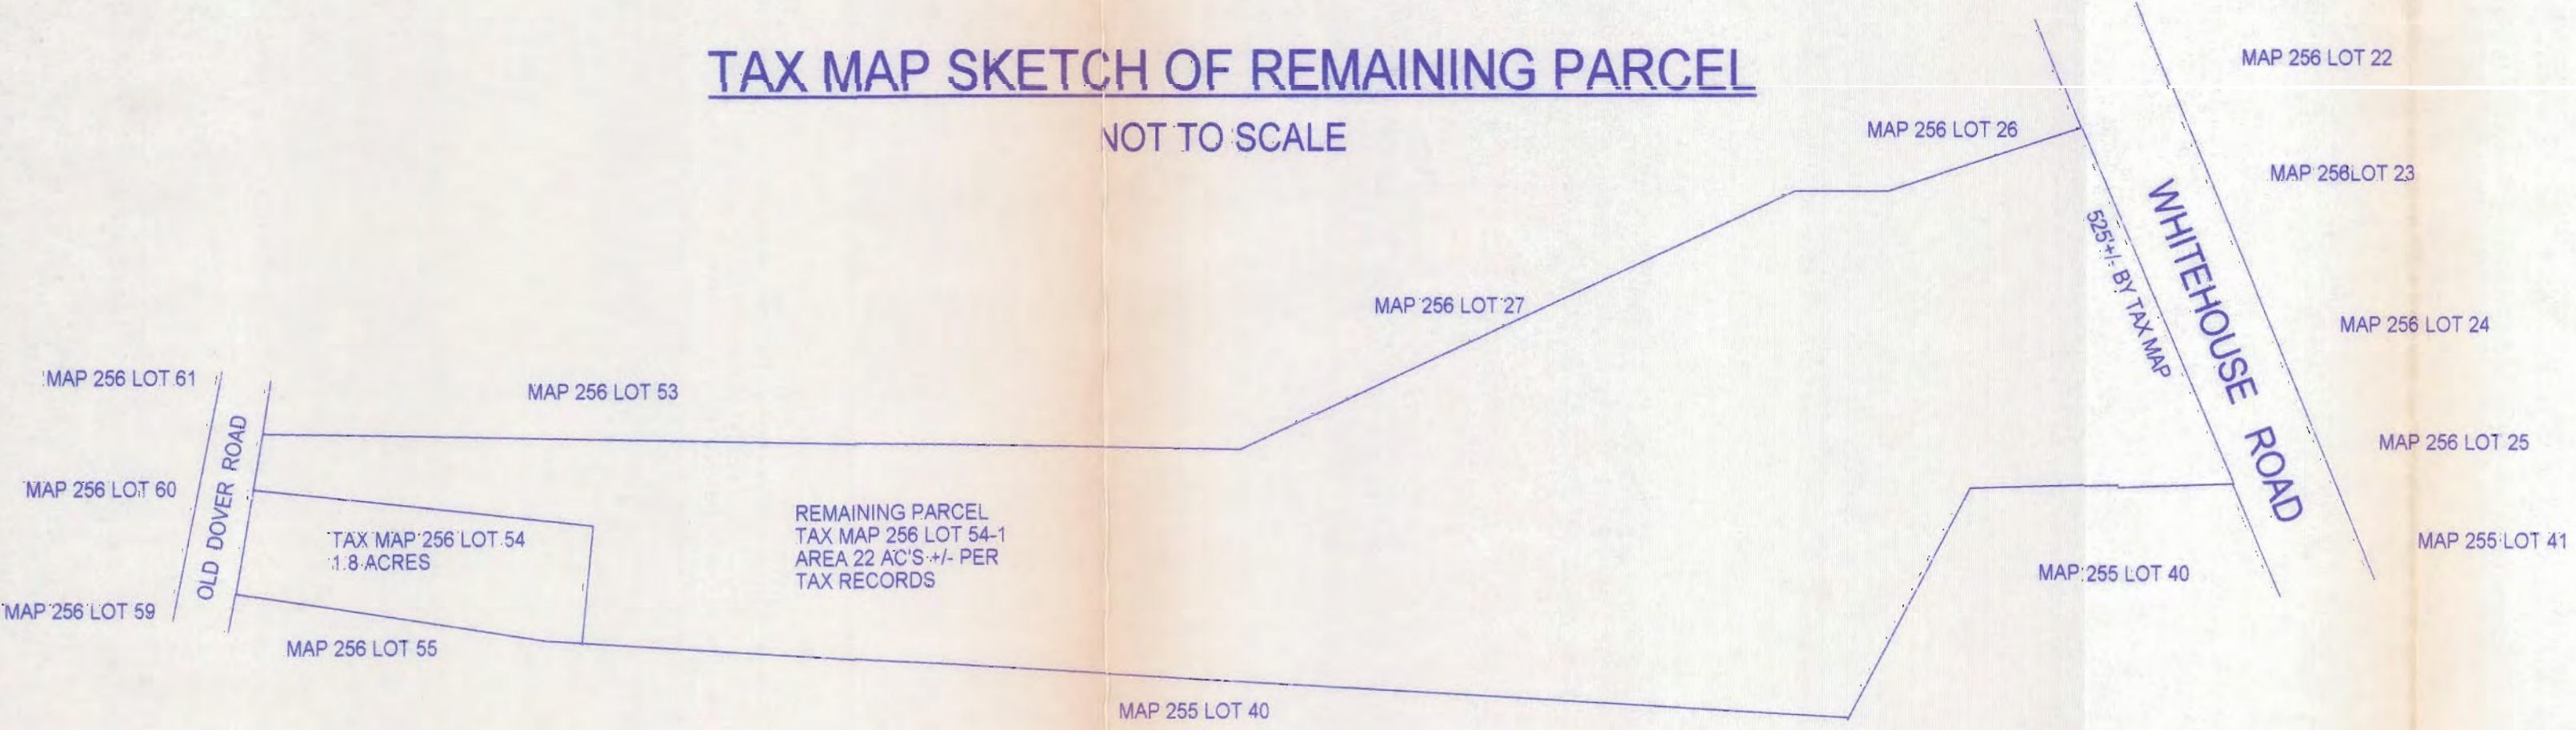 TAX MAP SKETCH OF REMAINING PARCEL
NOT TO SCALE
MAP 256 LOT 22
MAP 256 LOT 26
MAP 256 LOT 23
WHITEHOUSE ROAD
525'+/- BY TAX MAP
MAP 256 LOT 27
MAP 256 LOT 24
MAP 256 LOT 61
MAP 256 LOT 53
MAP 256 LOT 25
OLD DOVER ROAD
MAP 256 LOT 60
REMAINING PARCEL
TAX MAP 256 LOT 54-1
AREA 22 AC'S +/- PER
TAX RECORDS
TAX MAP 256 LOT 54
1.8 ACRES
MAP 255 LOT 41
MAP 255 LOT 40
MAP 256 LOT 59
MAP 256 LOT 55
MAP 255 LOT 40